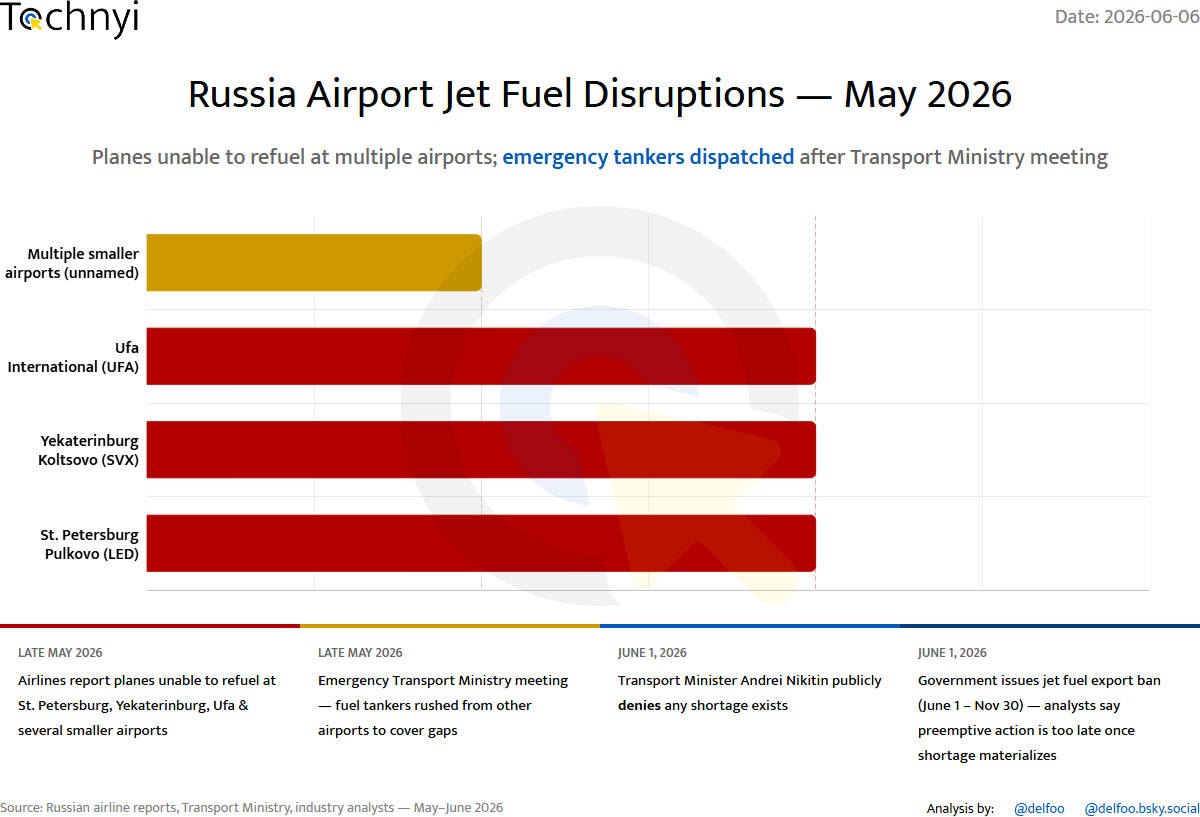 Technyi
Date: 2026-06-06
Russia Airport Jet Fuel Disruptions — May 2026
Planes unable to refuel at multiple airports; emergency tankers dispatched after Transport Ministry meeting
Multiple smaller
airports (unnamed)
Ufa
International (UFA)
Yekaterinburg
Koltsovo (SVX)
St. Petersburg
Pulkovo (LED)
LATE MAY 2026
Airlines report planes unable to refuel at
St. Petersburg, Yekaterinburg, Ufa &
several smaller airports
LATE MAY 2026
Emergency Transport Ministry meeting
— fuel tankers rushed from other
airports to cover gaps
JUNE 1, 2026
Transport Minister Andrei Nikitin publicly
denies any shortage exists
JUNE 1, 2026
Government issues jet fuel export ban
(June 1 – Nov 30) — analysts say
preemptive action is too late once
shortage materializes
Source: Russian airline reports, Transport Ministry, industry analysts — May–June 2026
Analysis by: @delfoo @delfoo.bsky.social